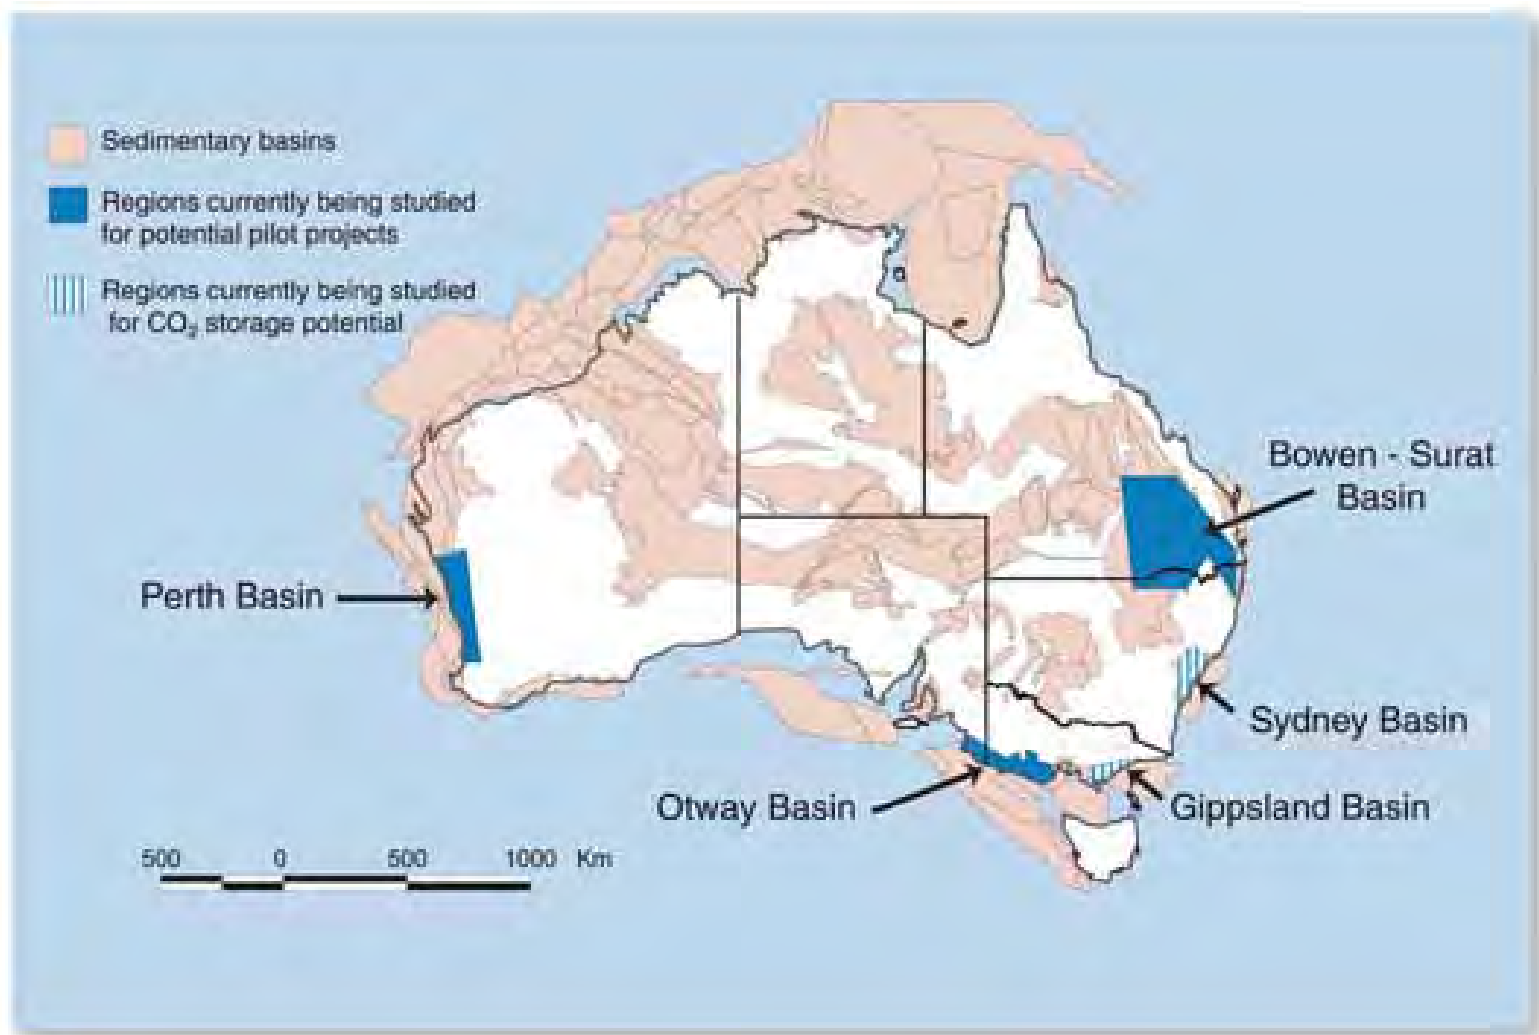 Sedimentary basins
Regions currently being studied
for potential pilot projects
Regions currently being studied
for CO₂ storage potential
Bowen - Surat
Basin
Perth Basin
Sydney Basin
Otway Basin
Gippsland Basin
500 0 500 1000 Km